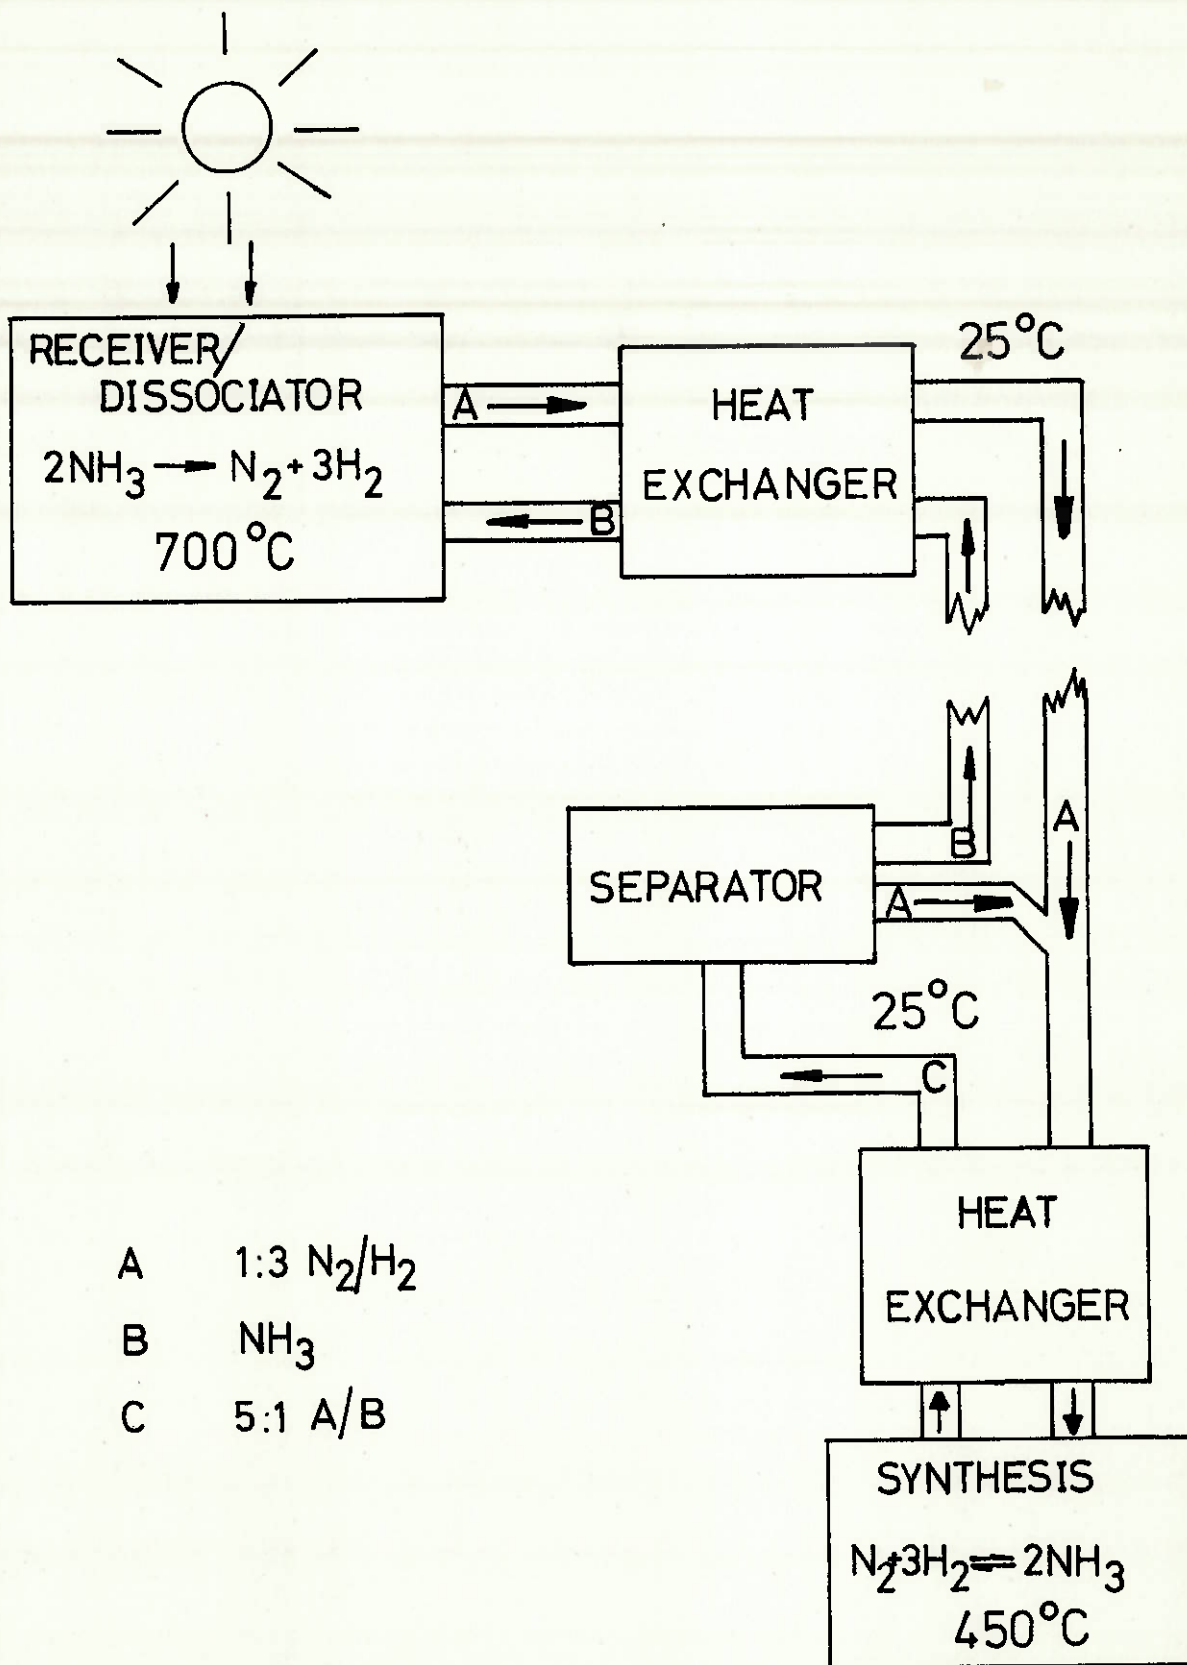 RECEIVER/
DISSOCIATOR
2NH₃ → N₂+3H₂
700°C
A
B
HEAT
EXCHANGER
25°C
B
A
SEPARATOR
A
25°C
C
HEAT
EXCHANGER
A 1:3 N₂/H₂
B NH₃
C 5:1 A/B
SYNTHESIS
N₂+3H₂⇌2NH₃
450°C